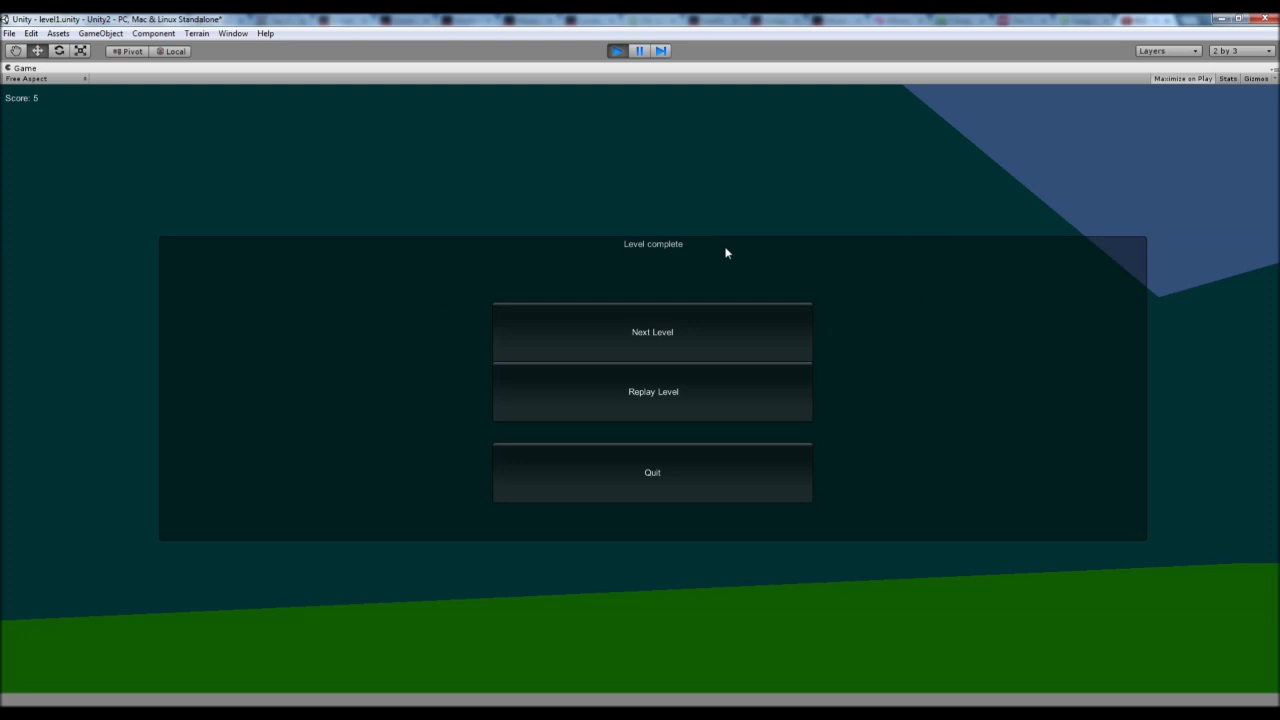 Unity - level1.unity - Unity2 - PC, Mac & Linux Standalone*
File Edit Assets GameObject Component Terrain Window Help
Pivot Local Layers 2 by 3
Game
Free Aspect Maximize on Play Stats Gizmos
Score: 5
Level complete
Next Level
Replay Level
Quit